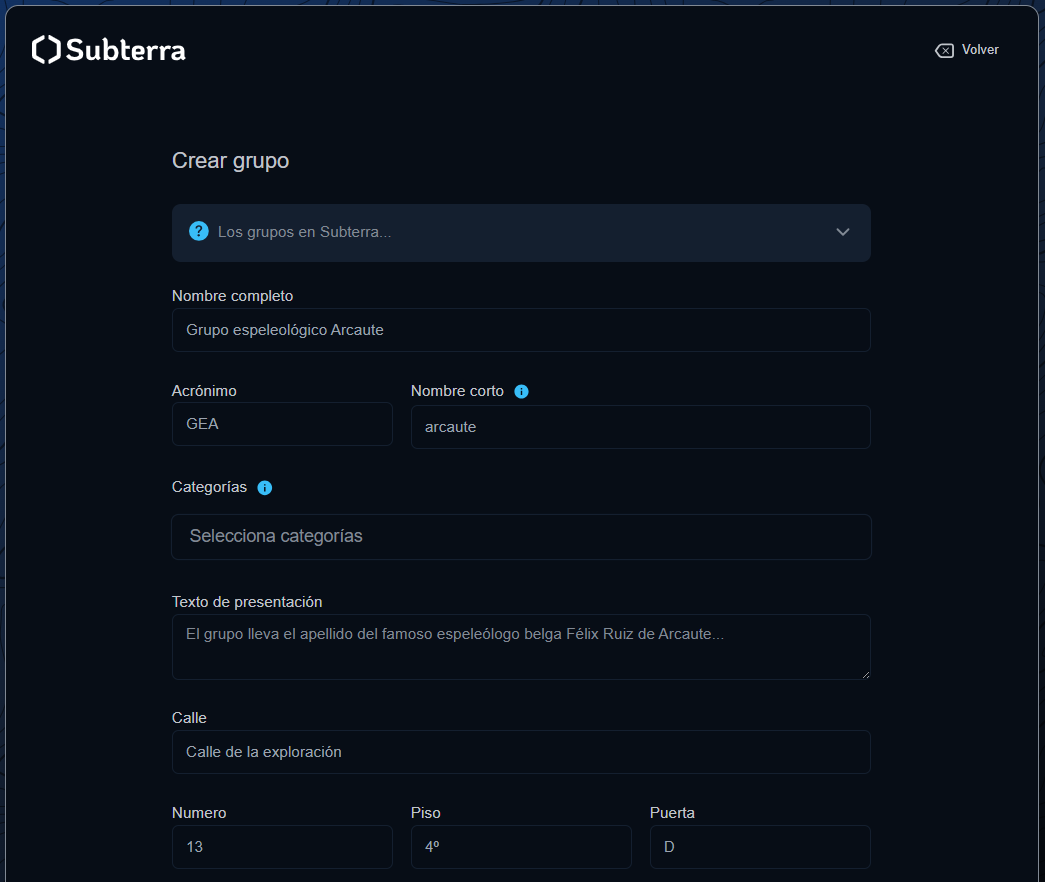 Subterra
Volver
Crear grupo
? Los grupos en Subterra...
Nombre completo
Grupo espeleológico Arcaute
Acrónimo
Nombre corto i
GEA
arcaute
Categorías i
Selecciona categorías
Texto de presentación
El grupo lleva el apellido del famoso espeleólogo belga Félix Ruiz de Arcaute...
Calle
Calle de la exploración
Numero
Piso
Puerta
13
4º
D